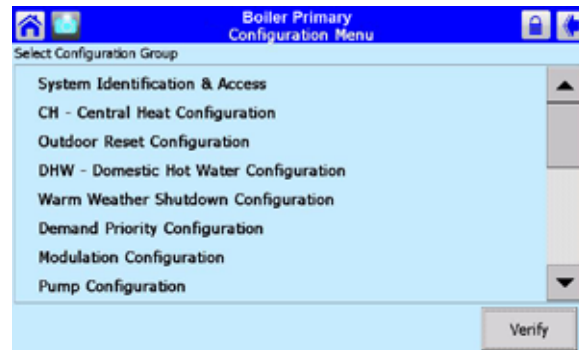 Boiler Primary
Configuration Menu
Select Configuration Group
System Identification & Access
CH - Central Heat Configuration
Outdoor Reset Configuration
DHW - Domestic Hot Water Configuration
Warm Weather Shutdown Configuration
Demand Priority Configuration
Modulation Configuration
Pump Configuration
Verify